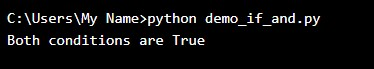 C:\Users\My Name>python demo_if_and.py
Both conditions are True